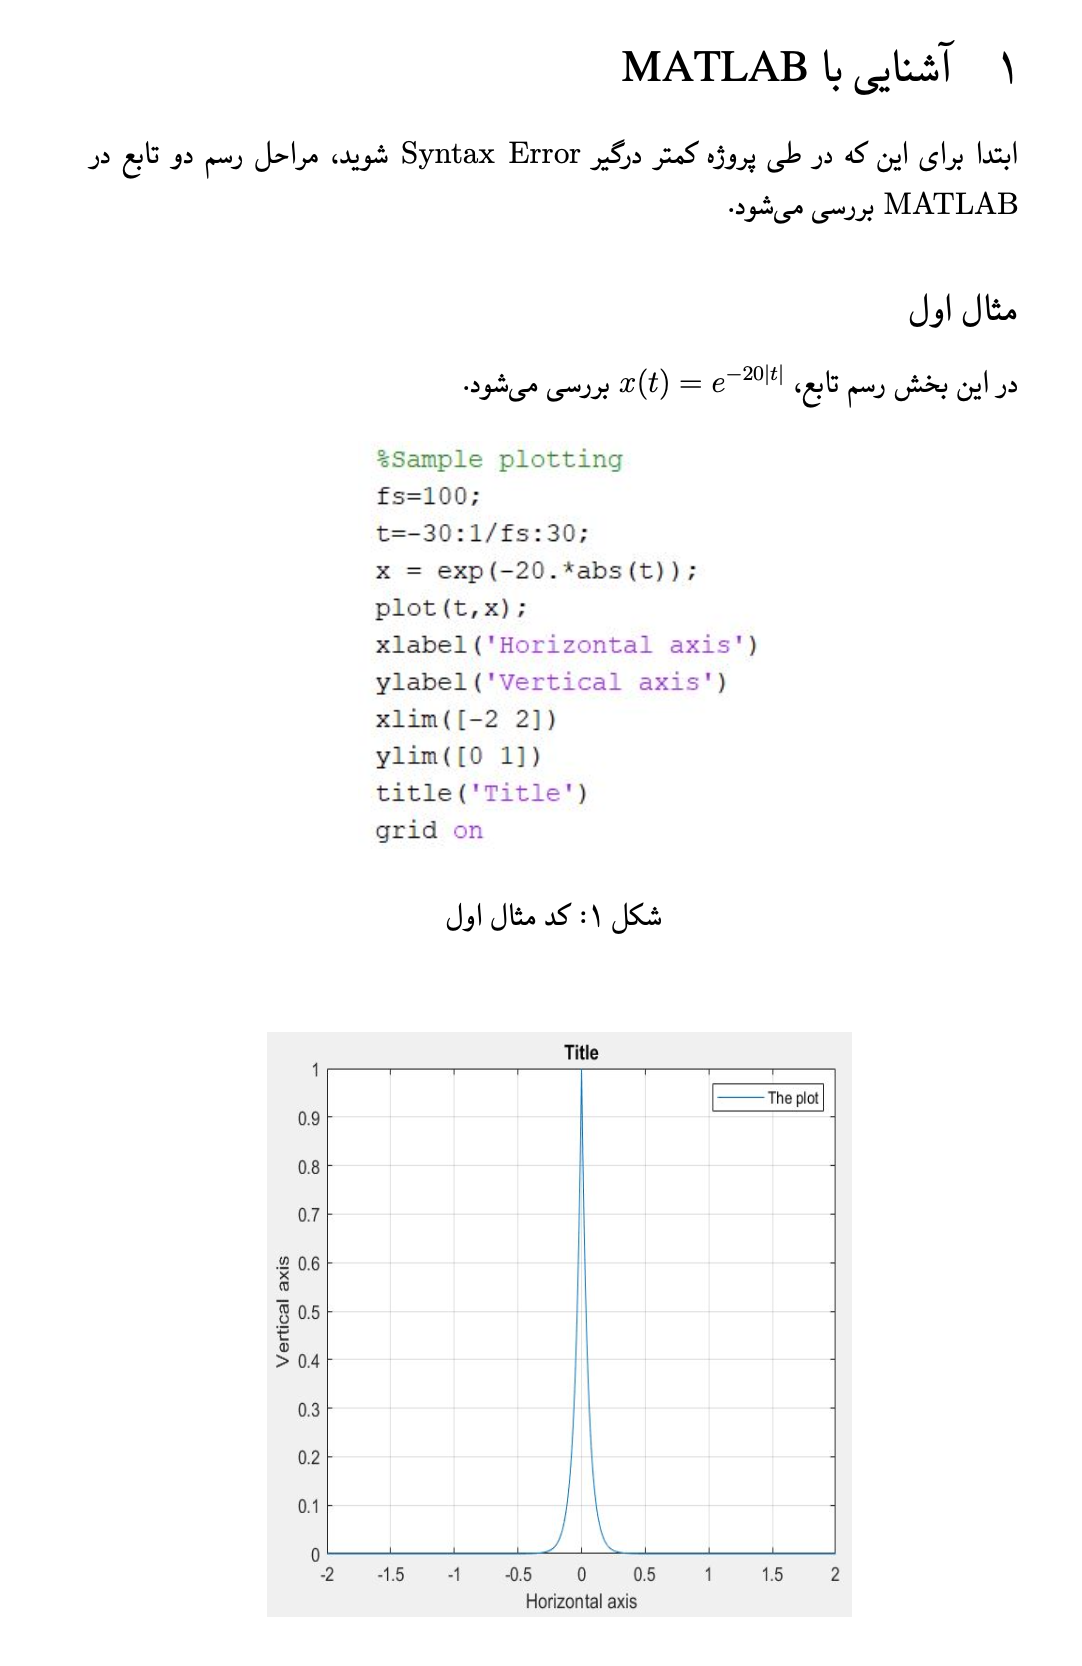 ۱ آشنایی با MATLAB
ابتدا برای این که در طی پروژه کمتر درگیر Syntax Error شوید، مراحل رسم دو تابع در
MATLAB بررسی می‌شود.
مثال اول
در این بخش رسم تابع، x(t) = e^{−20|t|} بررسی می‌شود.
%Sample plotting
fs=100;
t=-30:1/fs:30;
x = exp(-20.*abs(t));
plot(t,x);
xlabel('Horizontal axis')
ylabel('Vertical axis')
xlim([-2 2])
ylim([0 1])
title('Title')
grid on
شکل ۱: کد مثال اول
Title
The plot
1
0.9
0.8
0.7
0.6
0.5
0.4
0.3
0.2
0.1
0
Vertical axis
-2 -1.5 -1 -0.5 0 0.5 1 1.5 2
Horizontal axis